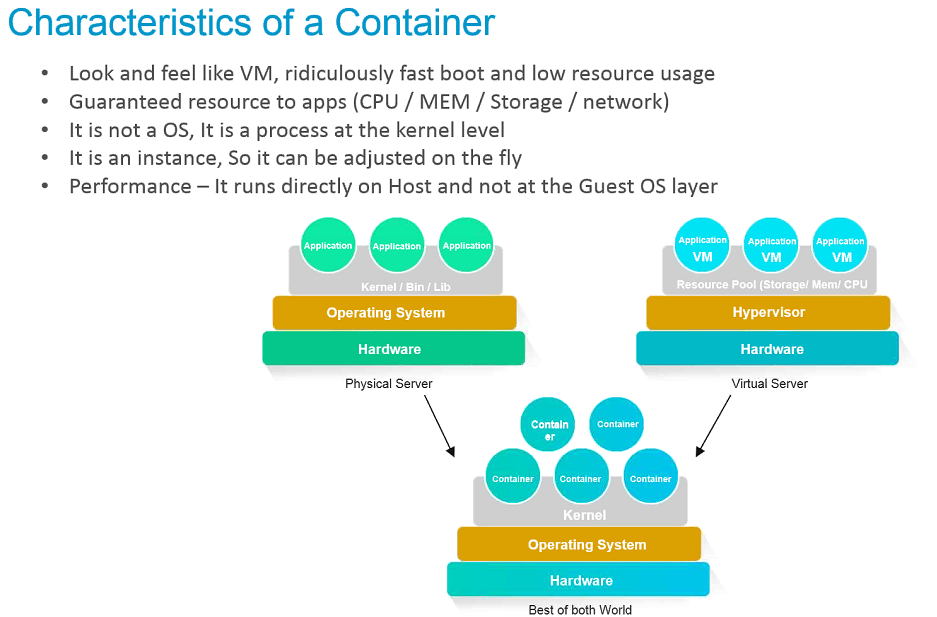 Characteristics of a Container
• Look and feel like VM, ridiculously fast boot and low resource usage
• Guaranteed resource to apps (CPU / MEM / Storage / network)
• It is not a OS, It is a process at the kernel level
• It is an instance, So it can be adjusted on the fly
• Performance – It runs directly on Host and not at the Guest OS layer
Application
Application
Application
Kernel / Bin / Lib
Operating System
Hardware
Physical Server
Application
VM
Application
VM
Application
VM
Resource Pool (Storage/ Mem/ CPU
Hypervisor
Hardware
Virtual Server
Contain
er
Container
Container
Container
Container
Kernel
Operating System
Hardware
Best of both World